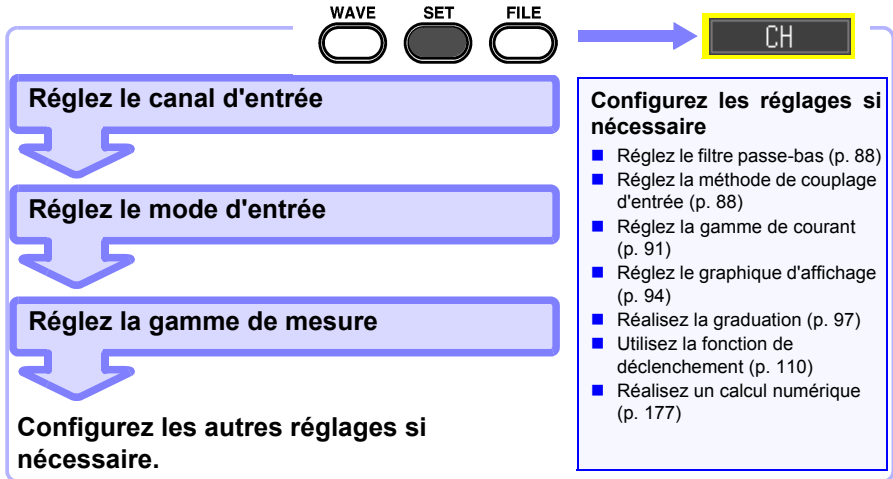 WAVE SET FILE
CH
Réglez le canal d'entrée
Réglez le mode d'entrée
Réglez la gamme de mesure
Configurez les autres réglages si
nécessaire.
Configurez les réglages si
nécessaire
Réglez le filtre passe-bas (p. 88)
Réglez la méthode de couplage
d'entrée (p. 88)
Réglez la gamme de courant
(p. 91)
Réglez le graphique d'affichage
(p. 94)
Réalisez la graduation (p. 97)
Utilisez la fonction de
déclenchement (p. 110)
Réalisez un calcul numérique
(p. 177)